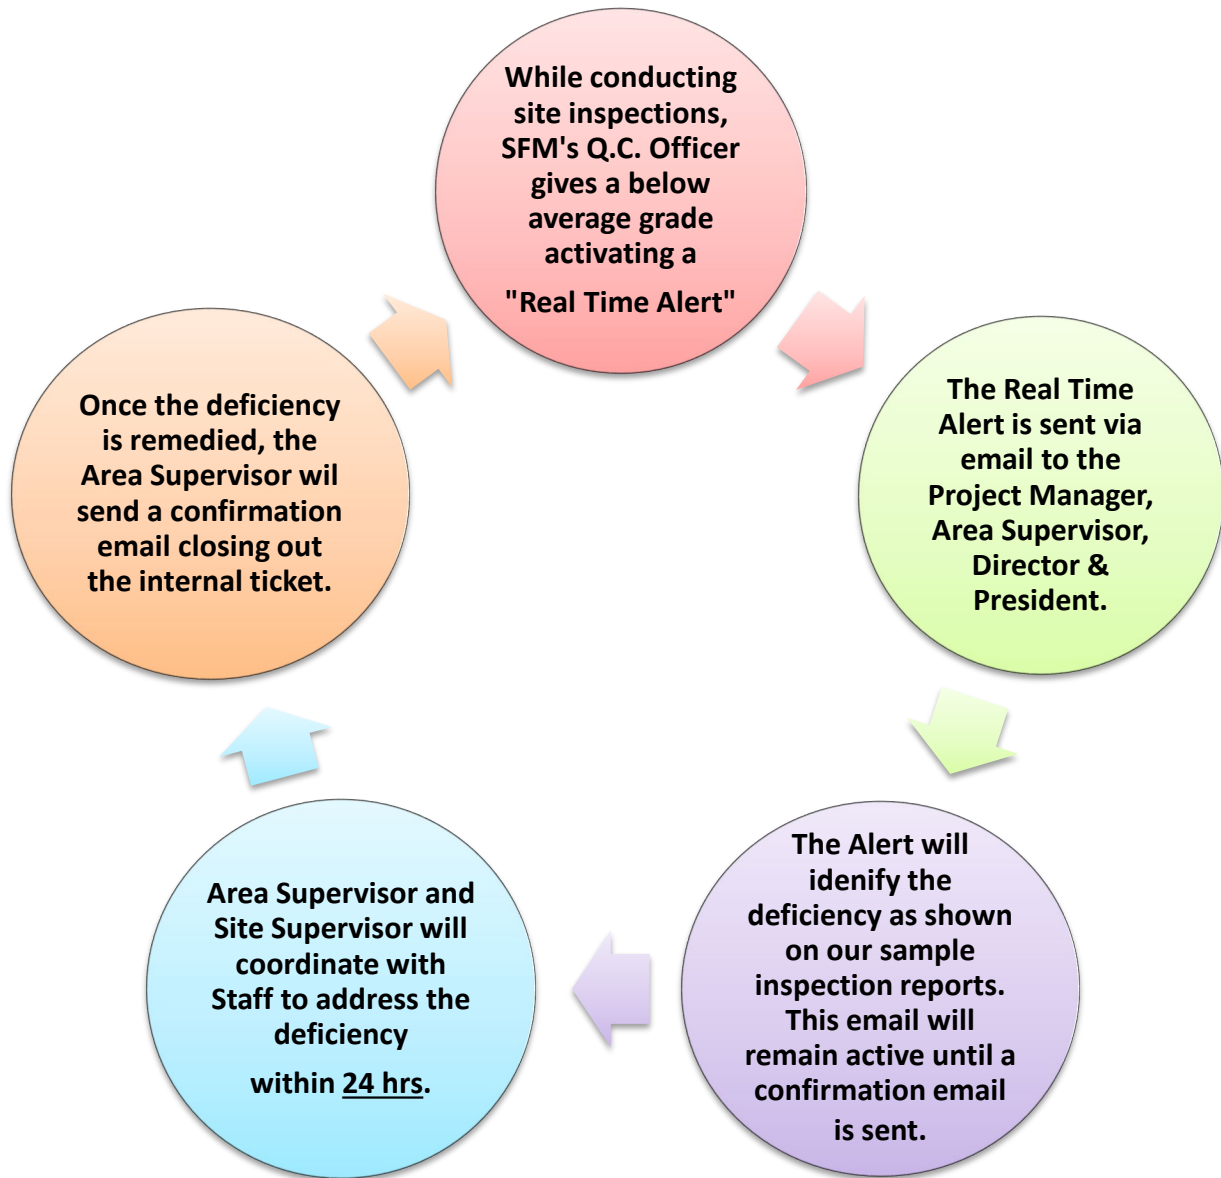 While conducting
site inspections,
SFM's Q.C. Officer
gives a below
average grade
activating a
"Real Time Alert"
The Real Time
Alert is sent via
email to the
Project Manager,
Area Supervisor,
Director &
President.
The Alert will
idenify the
deficiency as shown
on our sample
inspection reports.
This email will
remain active until a
confirmation email
is sent.
Area Supervisor and
Site Supervisor will
coordinate with
Staff to address the
deficiency
within 24 hrs.
Once the deficiency
is remedied, the
Area Supervisor wil
send a confirmation
email closing out
the internal ticket.